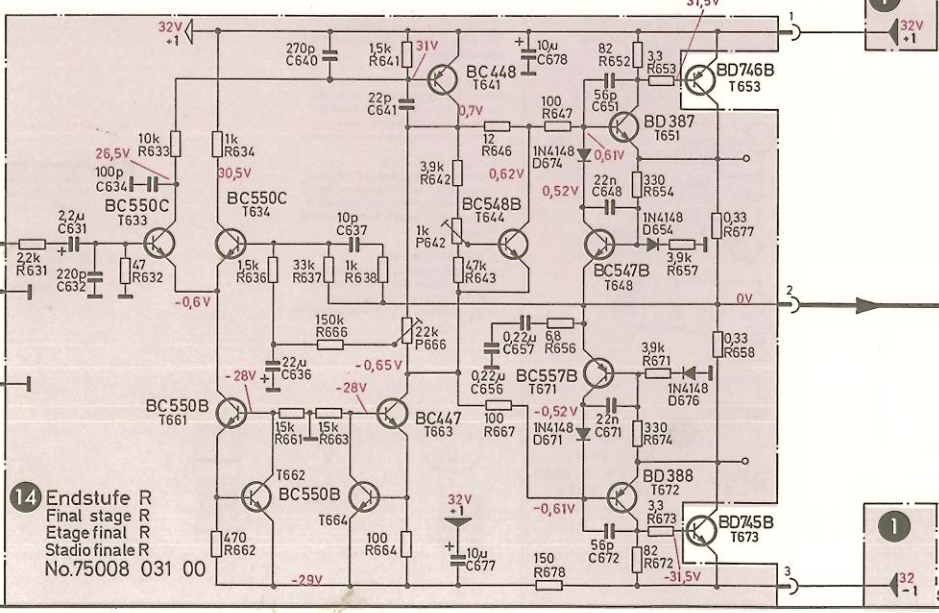 31,5V
1
32V
+1
32V
+1
270p
C640
1,5k
R641
31V
+
10µ
C678
82
R652
3,3
R653
1
BC448
T641
BD746B
T653
22p
C641
56p
C651
0,7V
100
R647
BD387
T651
10k
R633
1k
R634
12
R646
1N4148
D674
0,61V
26,5V
100p
C634
30,5V
3,9k
R642
0,62V
0,52V
22n
C648
330
R654
BC550C
T633
BC550C
T634
BC548B
T644
1N4148
D654
0,33
R677
2,2µ
C631
10p
C637
1k
P642
2,2k
R631
+
220p
C632
47
R632
1,5k
R636
33k
R637
1k
R638
4,7k
R643
BC547B
T648
3,9k
R657
-0,6V
0V
2
150k
R666
22k
P666
0,22µ
C657
6,8
R656
0,33
R658
22µ
C636
+
-0,65V
0,22µ
C656
BC557B
T671
3,9k
R671
1N4148
D676
-28V
-28V
BC550B
T661
15k
R661
15k
R663
BC447
T663
100
R667
-0,52V
1N4148
D671
22n
C671
330
R674
T662
BC550B
T664
BD388
T672
14
Endstufe R
Final stage R
Etage final R
Stadio finale R
No.75008 031 00
32V
+1
-0,61V
3,3
R673
BD745B
T673
1
470
R662
100
R664
+
10µ
C677
56p
C672
82
R672
-29V
150
R678
-31,5V
3
32
-1